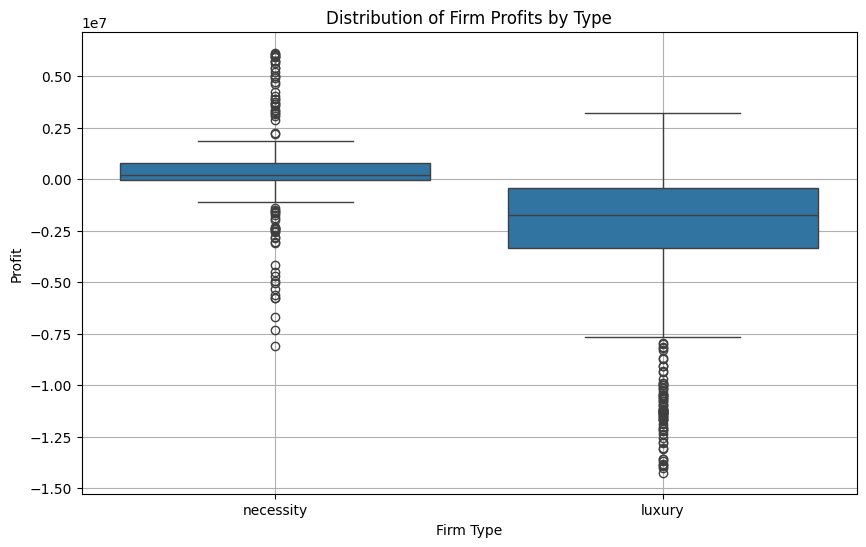 Distribution of Firm Profits by Type
1e7
0.50
0.25
0.00
−0.25
−0.50
−0.75
−1.00
−1.25
−1.50
Profit
necessity
luxury
Firm Type